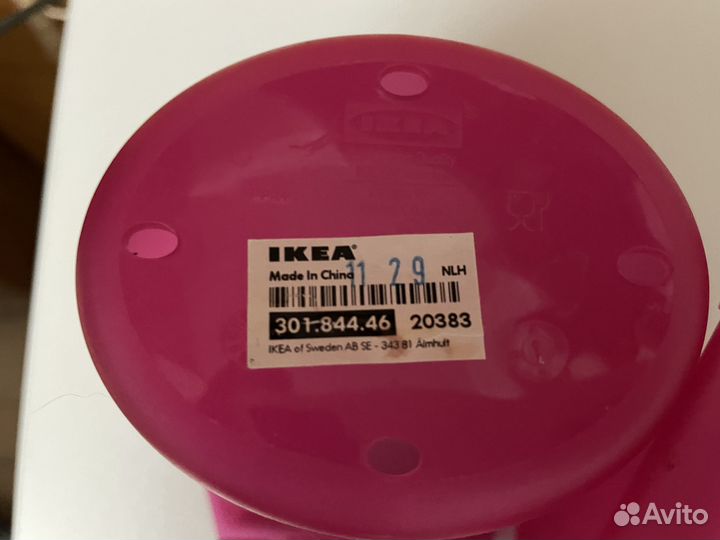 IKEA
IKEA®
Made In China 11 29 NLH
301.844.46 20383
IKEA of Sweden AB SE - 343 81 Älmhult
Avito